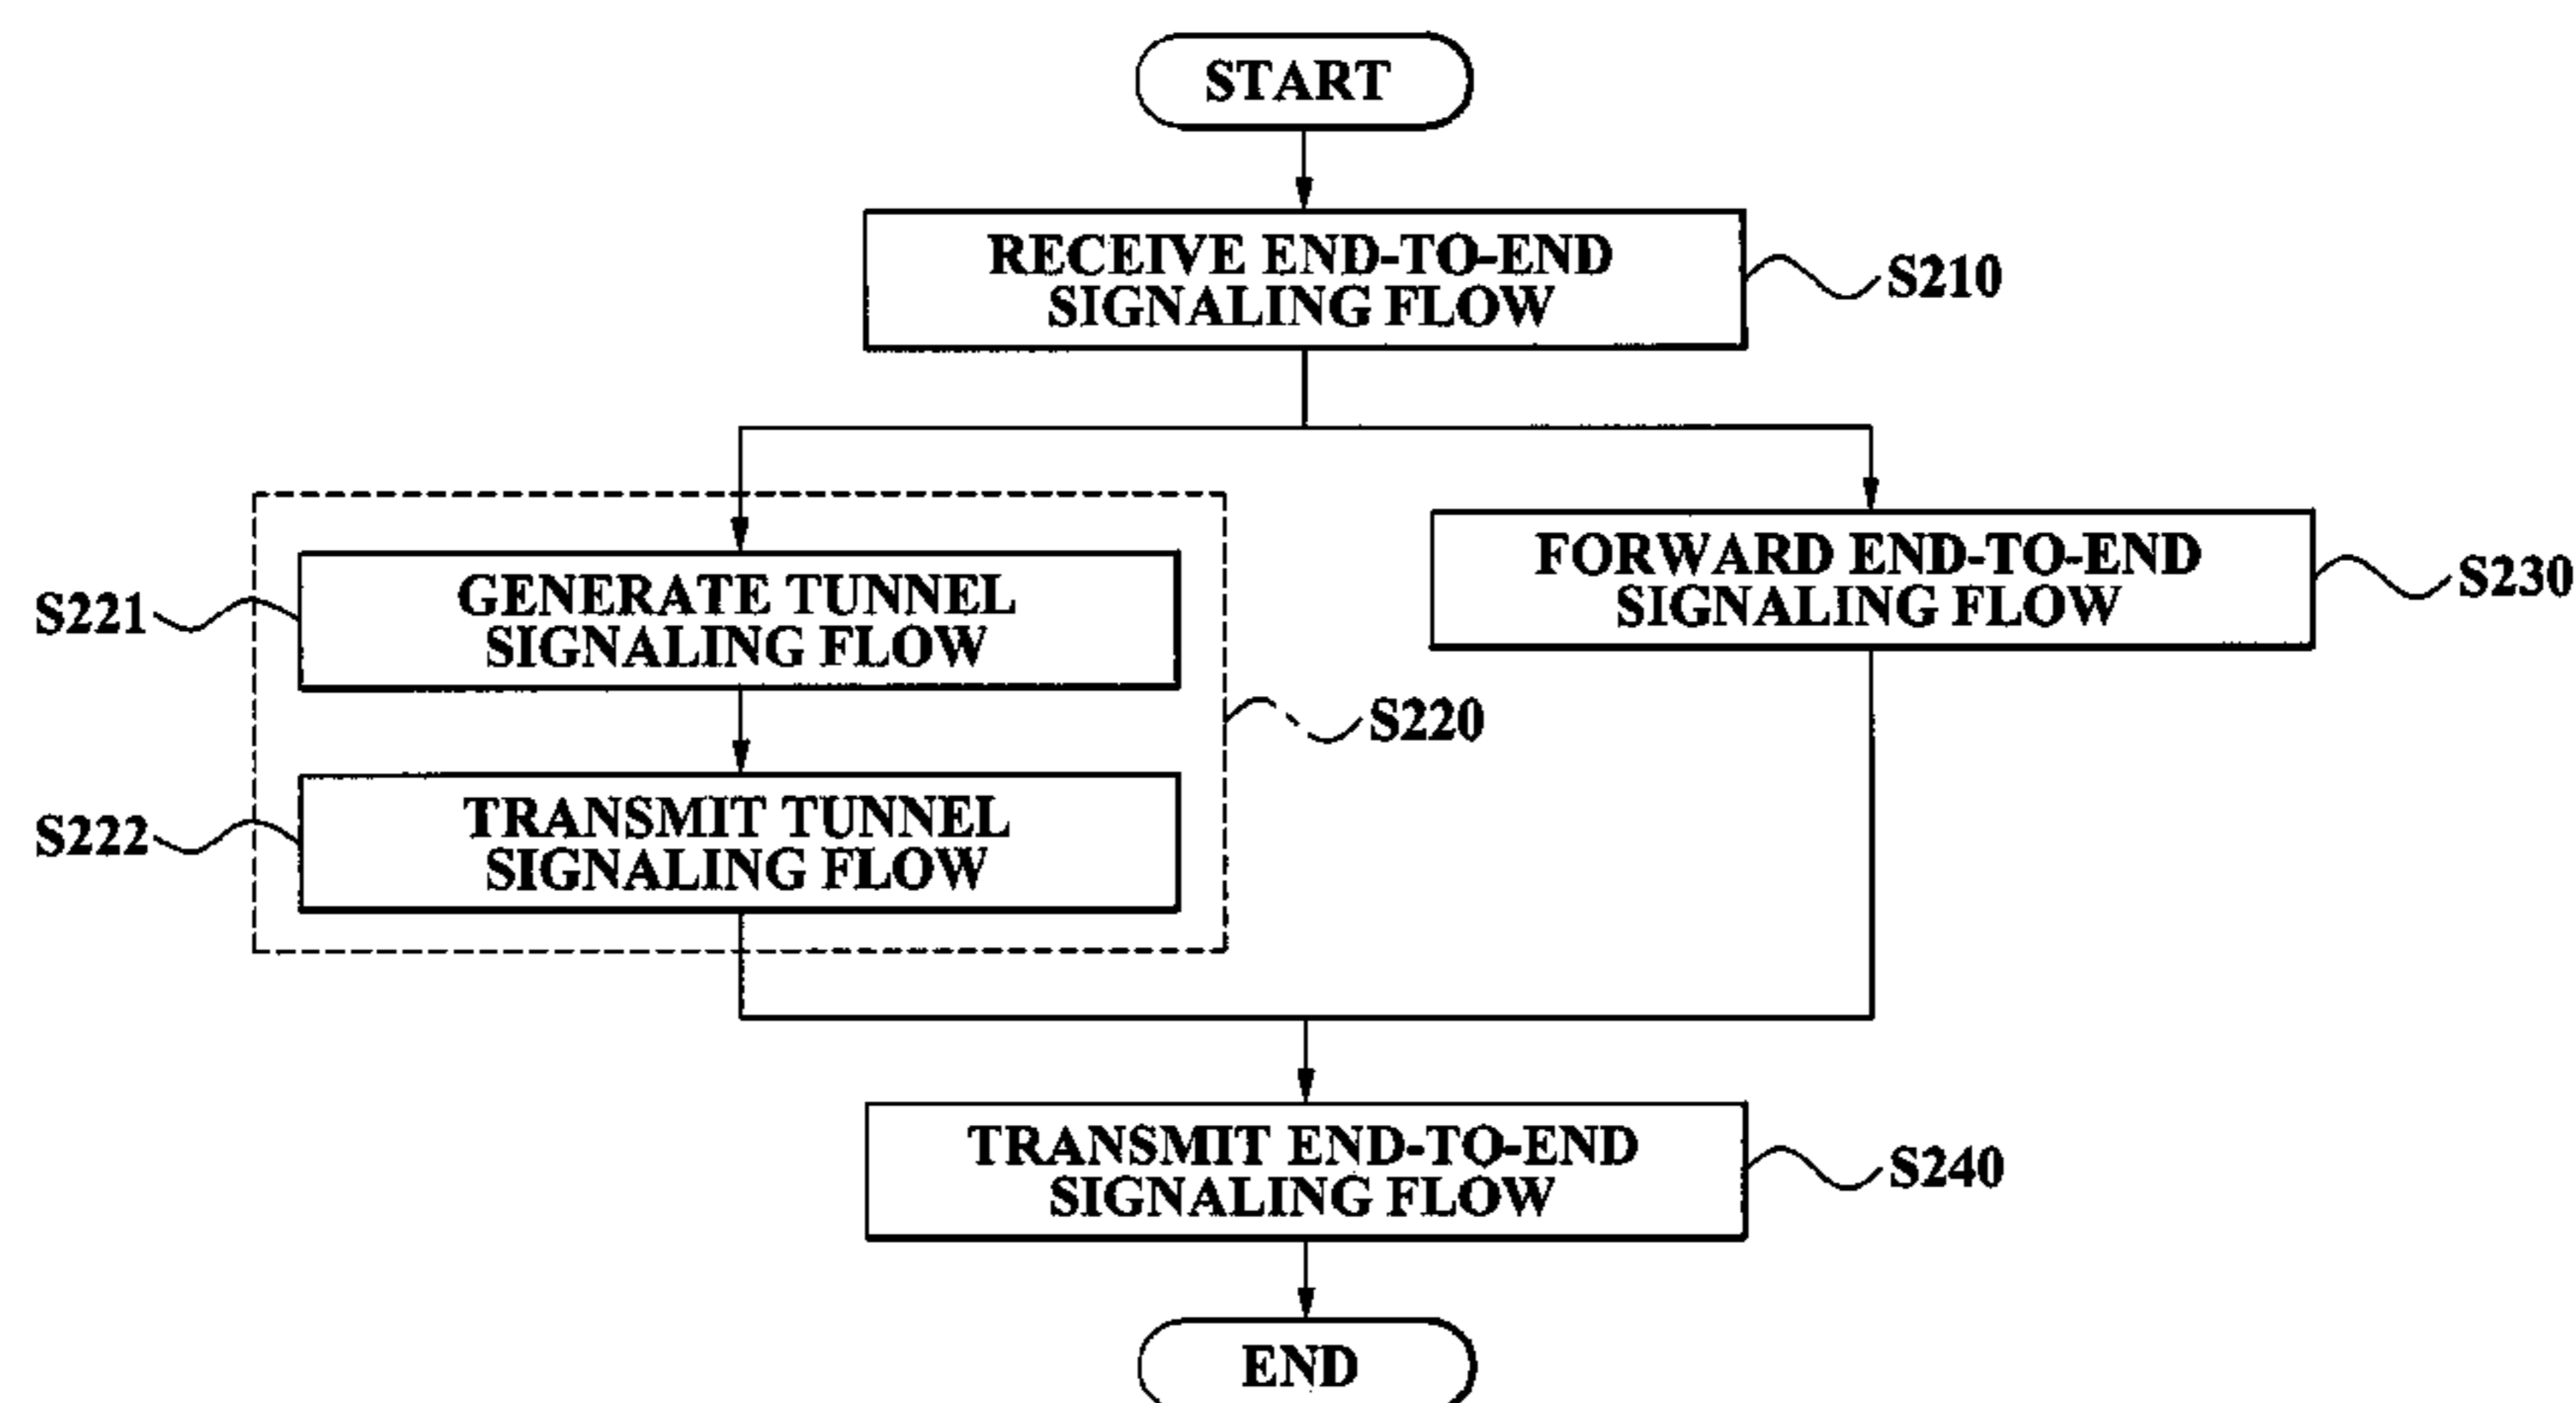 START
RECEIVE END-TO-END
SIGNALING FLOW
S210
GENERATE TUNNEL
SIGNALING FLOW
S221
FORWARD END-TO-END
SIGNALING FLOW
S230
S220
TRANSMIT TUNNEL
SIGNALING FLOW
S222
TRANSMIT END-TO-END
SIGNALING FLOW
S240
END